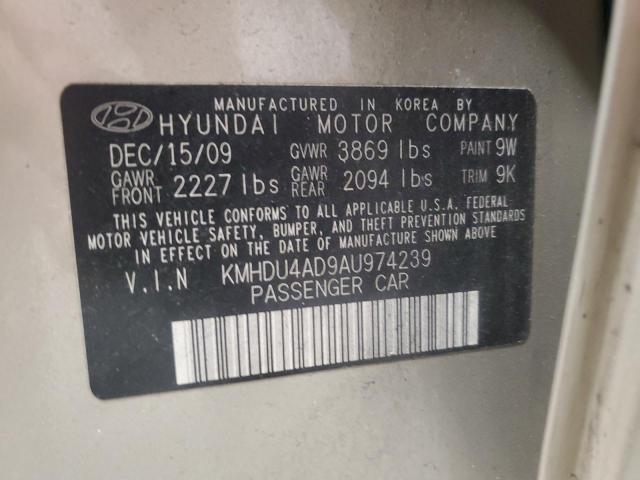 MANUFACTURED IN KOREA BY
HYUNDAI MOTOR COMPANY
DEC/15/09 GVWR 3869 lbs PAINT 9W
GAWR FRONT 2227 lbs GAWR REAR 2094 lbs TRIM 9K
THIS VEHICLE CONFORMS TO ALL APPLICABLE U.S.A. FEDERAL
MOTOR VEHICLE SAFETY, BUMPER, AND THEFT PREVENTION STANDARDS
IN EFFECT ON THE DATE OF MANUFACTURE SHOWN ABOVE
V.I.N KMHDU4AD9AU974239
PASSENGER CAR